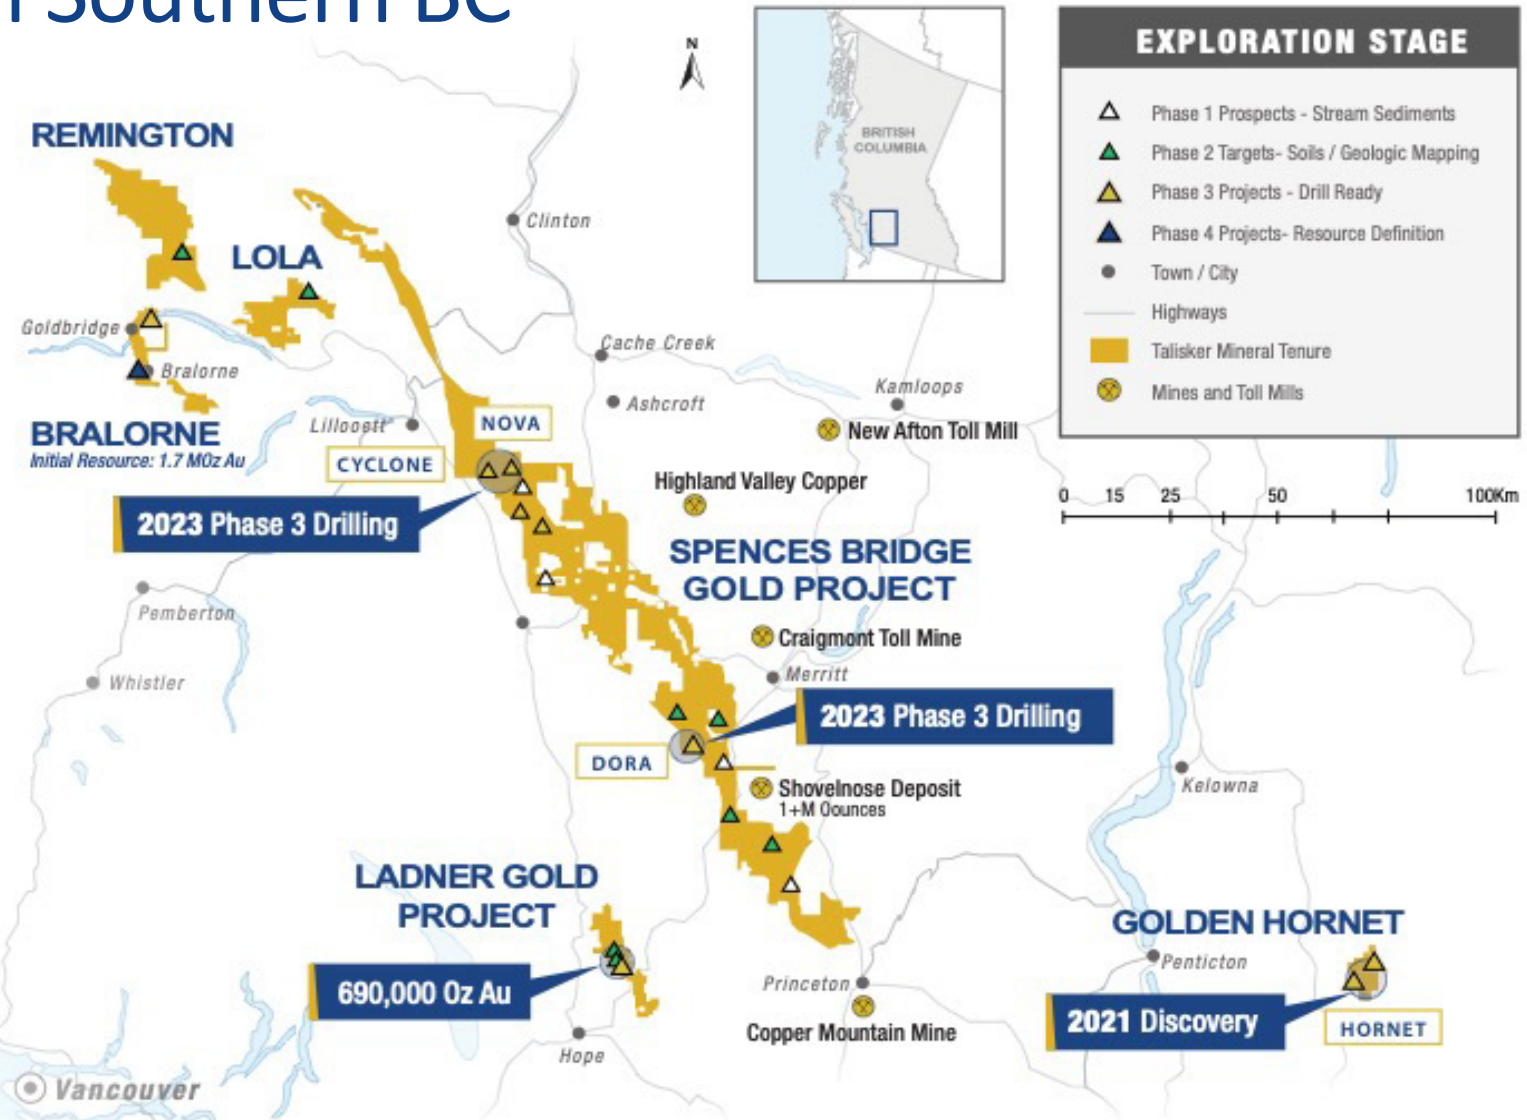 Southern BC
N
BRITISH
COLUMBIA
EXPLORATION STAGE
Phase 1 Prospects - Stream Sediments
Phase 2 Targets- Soils / Geologic Mapping
Phase 3 Projects - Drill Ready
Phase 4 Projects- Resource Definition
Town / City
Highways
Talisker Mineral Tenure
Mines and Toll Mills
0 15 25 50 100Km
REMINGTON
LOLA
Clinton
Goldbridge
Bralorne
BRALORNE
Initial Resource: 1.7 MOz Au
Cache Creek
Ashcroft
Kamloops
New Afton Toll Mill
Lillooett
NOVA
CYCLONE
2023 Phase 3 Drilling
Highland Valley Copper
SPENCES BRIDGE
GOLD PROJECT
Pemberton
Whistler
Craigmont Toll Mine
Merritt
2023 Phase 3 Drilling
DORA
Shovelnose Deposit
1+M Oounces
Kelowna
LADNER GOLD
PROJECT
690,000 Oz Au
Princeton
Copper Mountain Mine
Hope
GOLDEN HORNET
Penticton
2021 Discovery
HORNET
Vancouver